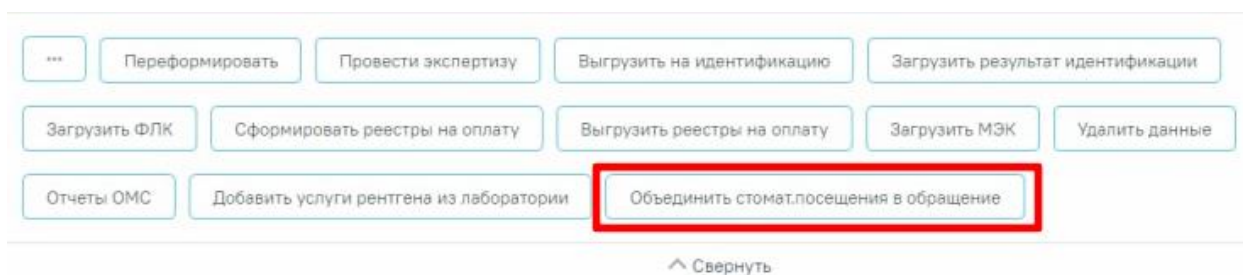 ... Переформировать Провести экспертизу Выгрузить на идентификацию Загрузить результат идентификации
Загрузить ФЛК Сформировать реестры на оплату Выгрузить реестры на оплату Загрузить МЭК Удалить данные
Отчеты ОМС Добавить услуги рентгена из лаборатории Объединить стомат.посещения в обращение
Свернуть